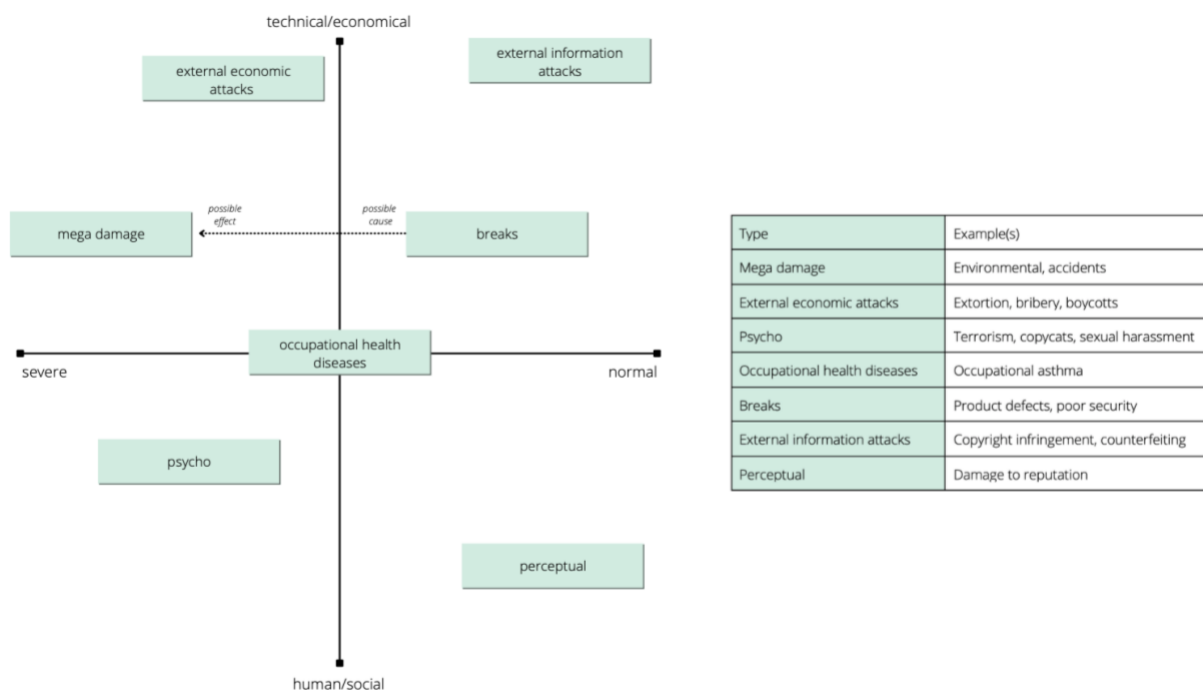 technical/economical
external economic
attacks
external information
attacks
possible
effect
possible
cause
mega damage
breaks
occupational health
diseases
severe
normal
psycho
perceptual
human/social
Type Example(s)
Mega damage Environmental, accidents
External economic attacks Extortion, bribery, boycotts
Psycho Terrorism, copycats, sexual harassment
Occupational health diseases Occupational asthma
Breaks Product defects, poor security
External information attacks Copyright infringement, counterfeiting
Perceptual Damage to reputation